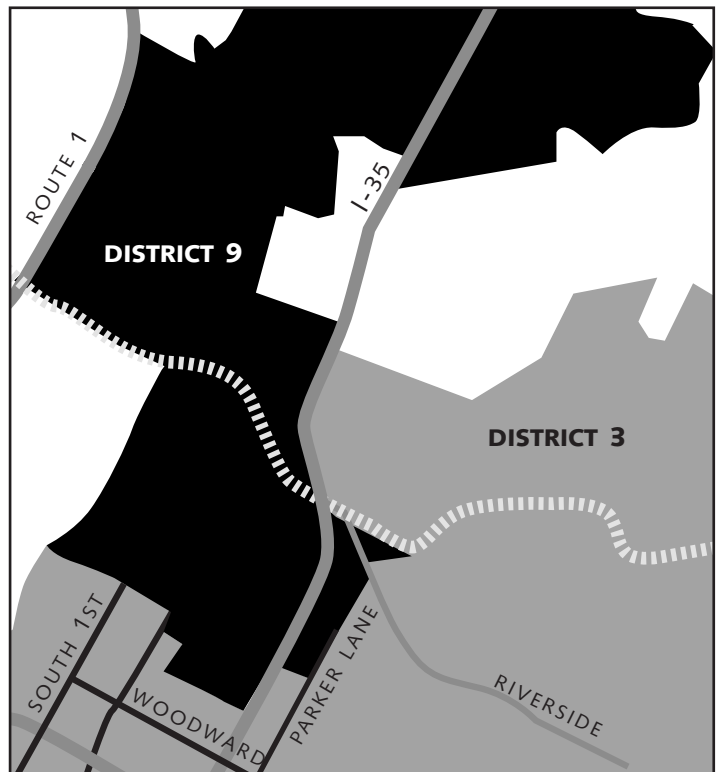 ROUTE 1
I-35
DISTRICT 9
DISTRICT 3
SOUTH 1ST
WOODWARD
PARKER LANE
RIVERSIDE